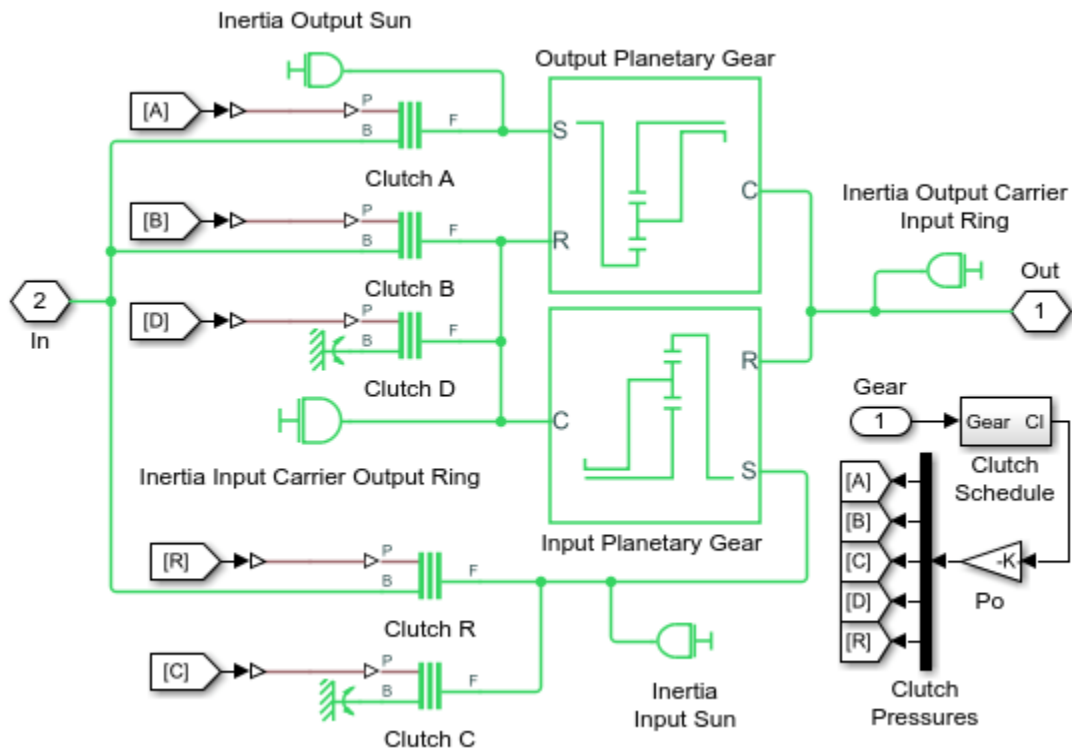 Inertia Output Sun
Output Planetary Gear
[A]
P
B
F
S
Clutch A
C
Inertia Output Carrier
Input Ring
[B]
P
B
F
R
Clutch B
2
In
Out
1
[D]
P
B
F
Clutch D
R
C
Inertia Input Carrier Output Ring
S
Input Planetary Gear
Gear
1
Gear Cl
Clutch
Schedule
[A]
[B]
[C]
[D]
[R]
-K-
Po
Clutch
Pressures
[R]
P
B
F
Clutch R
[C]
P
B
F
Clutch C
Inertia
Input Sun